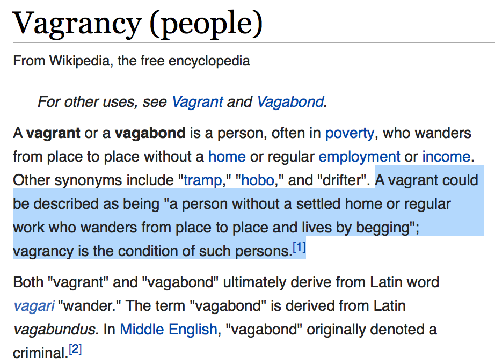 Vagrancy (people)
From Wikipedia, the free encyclopedia
For other uses, see Vagrant and Vagabond.
A vagrant or a vagabond is a person, often in poverty, who wanders
from place to place without a home or regular employment or income.
Other synonyms include "tramp," "hobo," and "drifter". A vagrant could
be described as being "a person without a settled home or regular
work who wanders from place to place and lives by begging";
vagrancy is the condition of such persons.[1]
Both "vagrant" and "vagabond" ultimately derive from Latin word
vagari "wander." The term "vagabond" is derived from Latin
vagabundus. In Middle English, "vagabond" originally denoted a
criminal.[2]